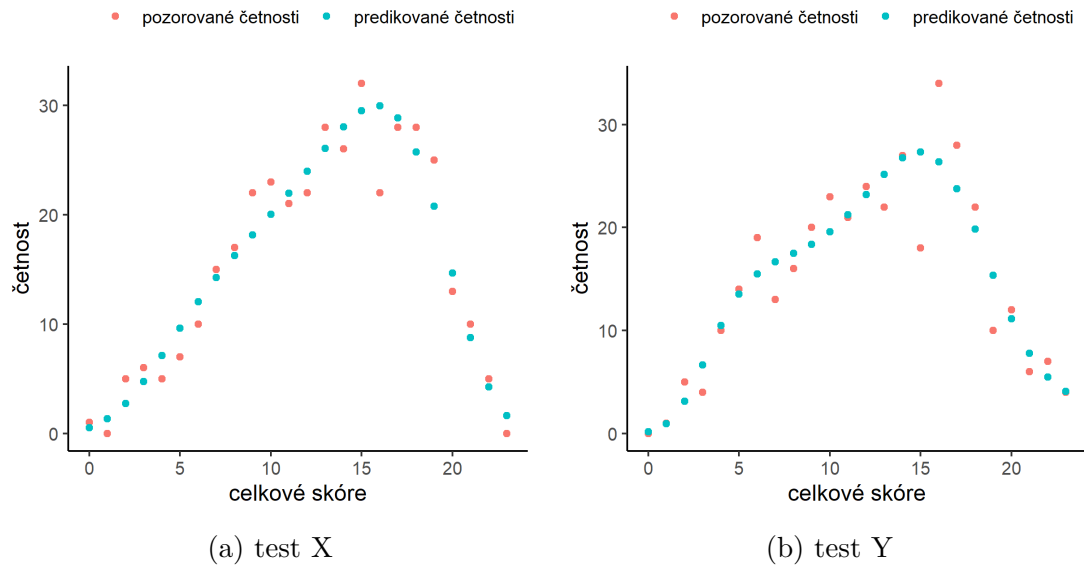 pozorované četnosti predikované četnosti
30
20
10
0
četnost
0 5 10 15 20
celkové skóre
(a) test X
pozorované četnosti predikované četnosti
30
20
10
0
četnost
0 5 10 15 20
celkové skóre
(b) test Y